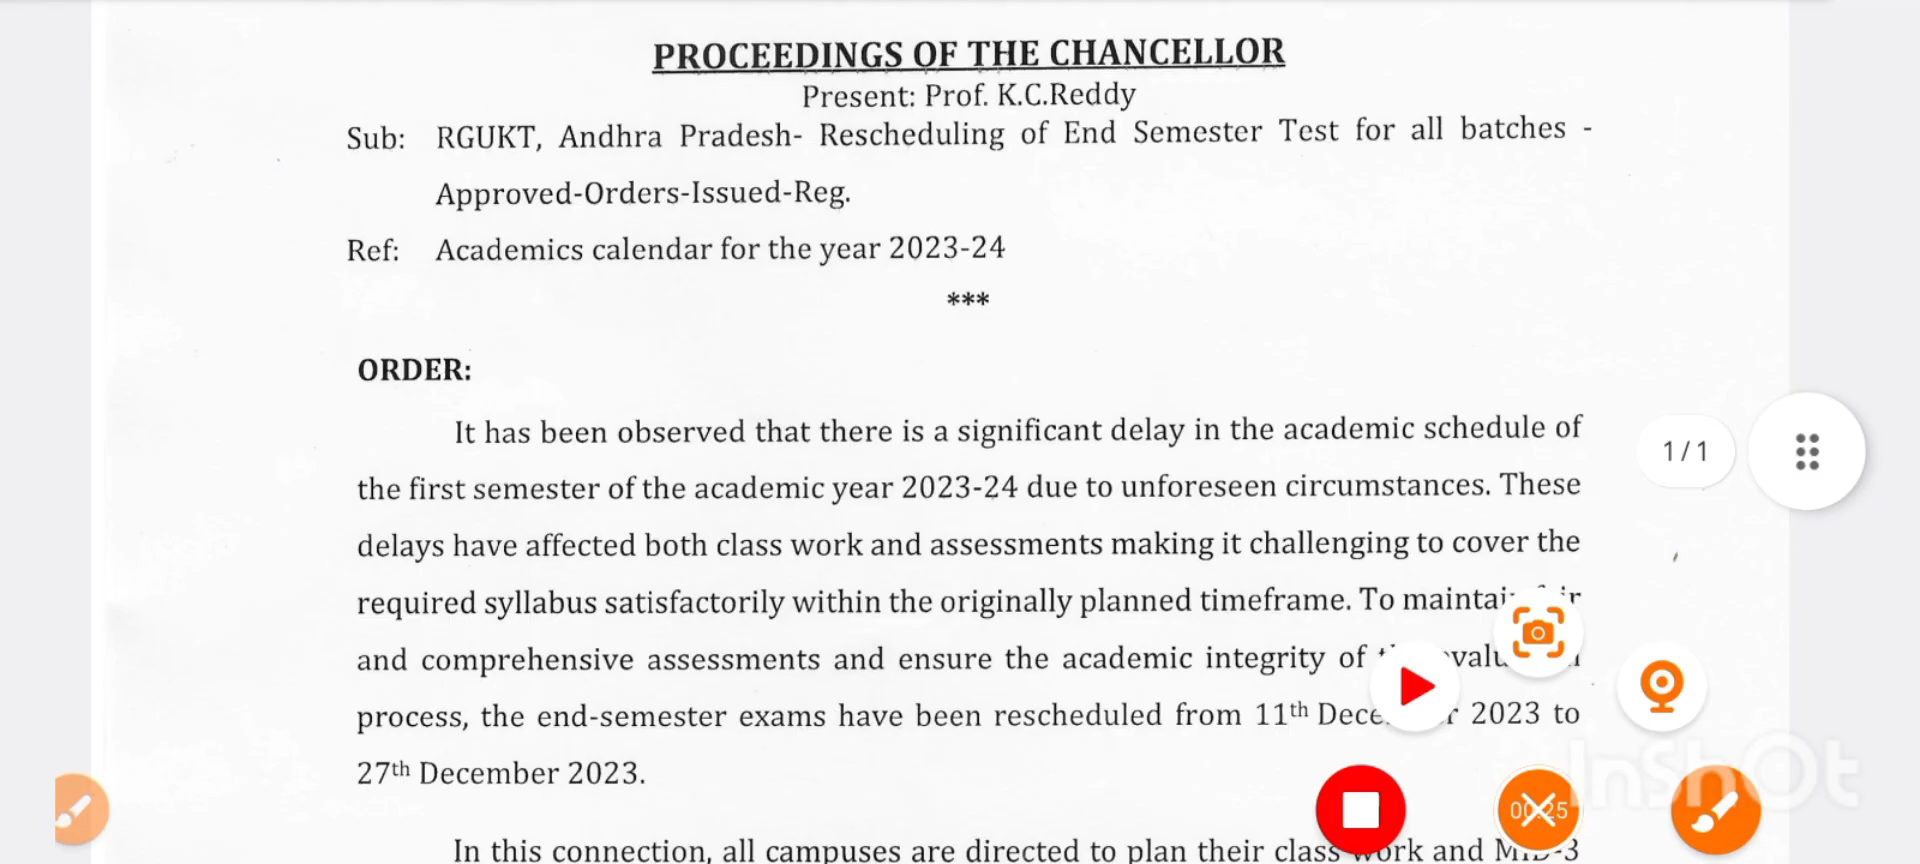 PROCEEDINGS OF THE CHANCELLOR
Present: Prof. K.C.Reddy
Sub: RGUKT, Andhra Pradesh- Rescheduling of End Semester Test for all batches -
Approved-Orders-Issued-Reg.
Ref: Academics calendar for the year 2023-24
***
ORDER:
It has been observed that there is a significant delay in the academic schedule of
the first semester of the academic year 2023-24 due to unforeseen circumstances. These
delays have affected both class work and assessments making it challenging to cover the
1/1
required syllabus satisfactorily within the originally planned timeframe. To
and comprehensive assessments and ensure the academic integrity of
process, the end-semester exams have been rescheduled from 11th 2023 to
27th December 2023.
InShOt
00:25
In this connection, all campuses are directed to plan their class work and